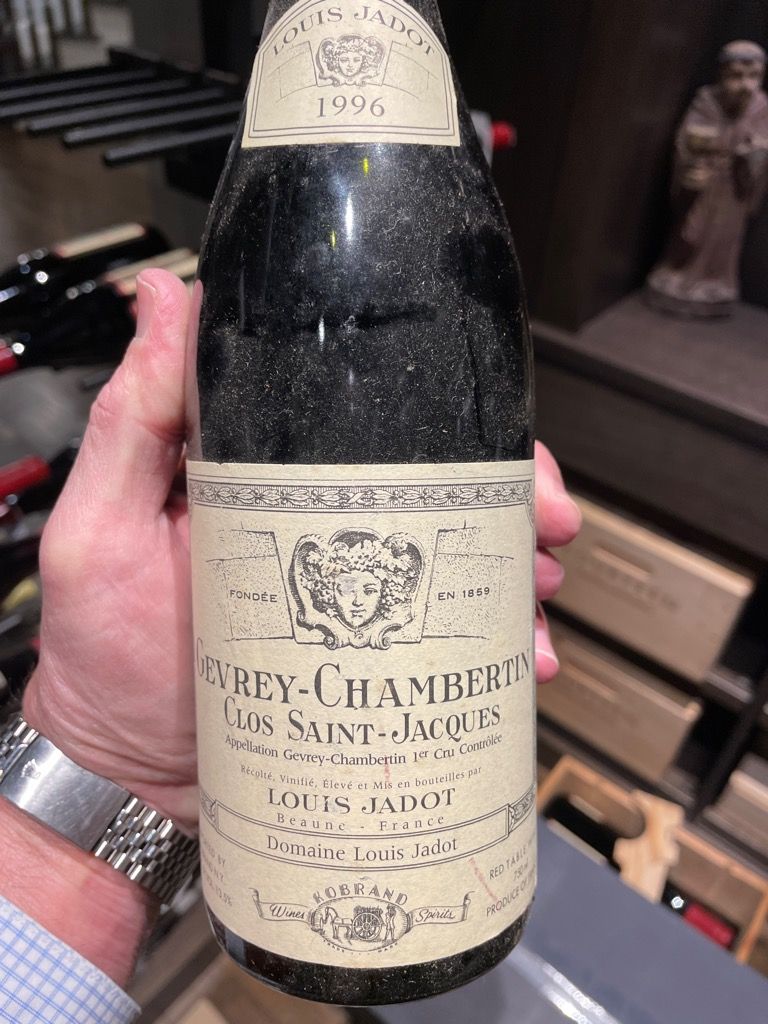 LOUIS JADOT
1996
FONDÉE EN 1859
GEVREY-CHAMBERTIN
CLOS SAINT-JACQUES
Appellation Gevrey-Chambertin 1er Cru Contrôlée
Récolté, Vinifié, Élevé et Mis en bouteilles par
LOUIS JADOT
Beaune - France
Domaine Louis Jadot
BY
N.Y.
RED TABLE
750
PRODUCE OF
KOBRAND
Wines Spirits